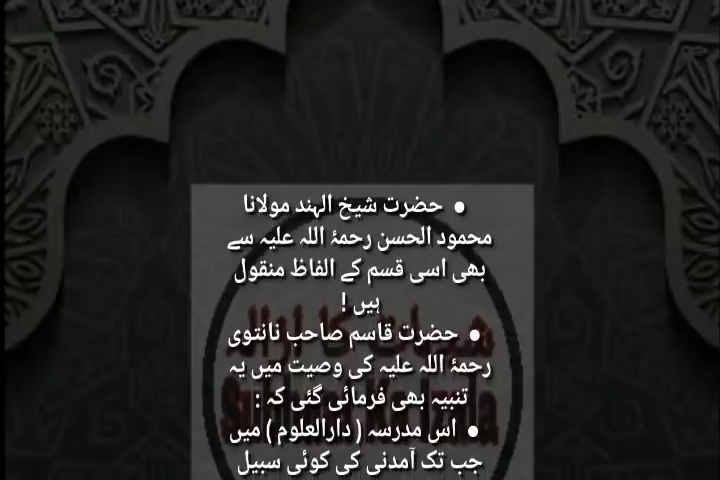 ● حضرت شیخ الہند مولانا
محمود الحسن رحمۂ اللہ علیہ سے
بھی اسی قسم کے الفاظ منقول
ہیں !
● حضرت قاسم صاحب نانتوی
رحمۂ اللہ علیہ کی وصیت میں یہ
تنبیہ بھی فرمائی گئی کہ :
● اس مدرسہ ( دارالعلوم ) میں
جب تک آمدنی کی کوئی سبیل